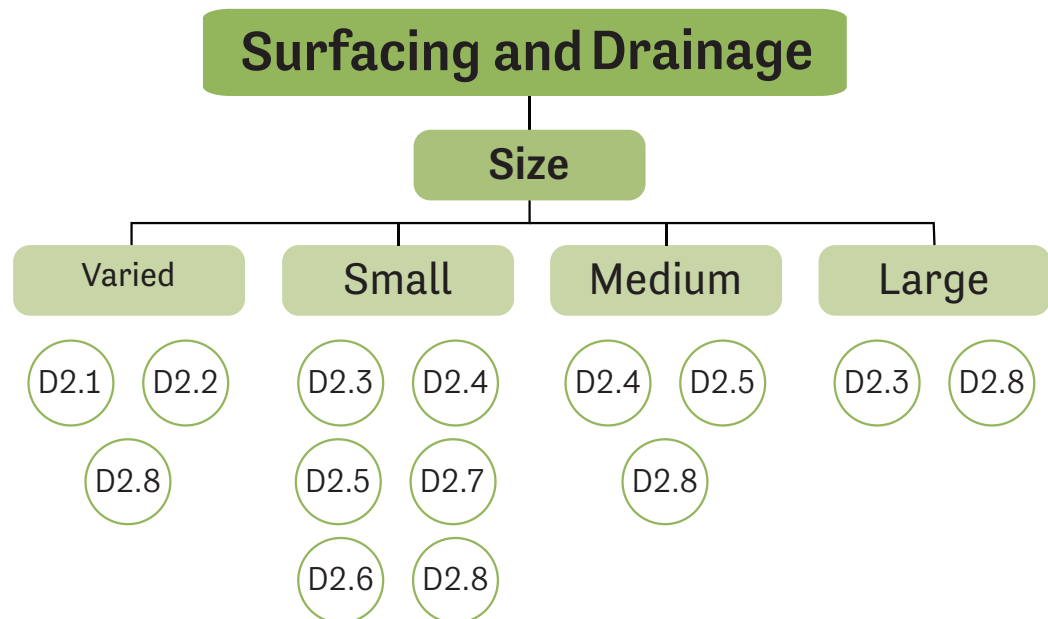 Surfacing and Drainage
Size
Varied
Small
Medium
Large
D2.1 D2.2
D2.8
D2.3 D2.4
D2.5 D2.7
D2.6 D2.8
D2.4 D2.5
D2.8
D2.3 D2.8